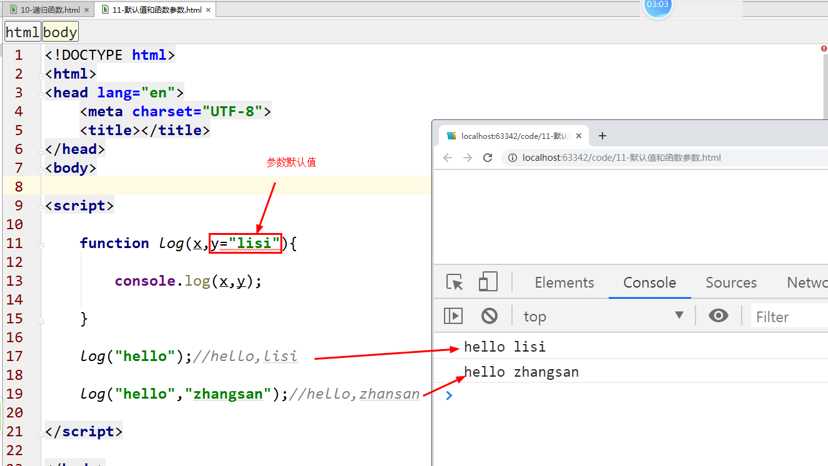 10-递归函数.html
11-默认值和函数参数.html
03:03
html body
1 <!DOCTYPE html>
2 <html>
3 <head lang="en">
4 <meta charset="UTF-8">
5 <title></title>
6 </head>
7 <body>
8
9 <script>
10
11 function log(x,y="lisi"){
12
13 console.log(x,y);
14
15 }
16
17 log("hello");//hello,lisi
18
19 log("hello","zhangsan");//hello,zhansan
20
21 </script>
22
参数默认值
localhost:63342/code/11-默认
localhost:63342/code/11-默认值和函数参数.html
Elements Console Sources Netwo
top Filter
hello lisi
hello zhangsan